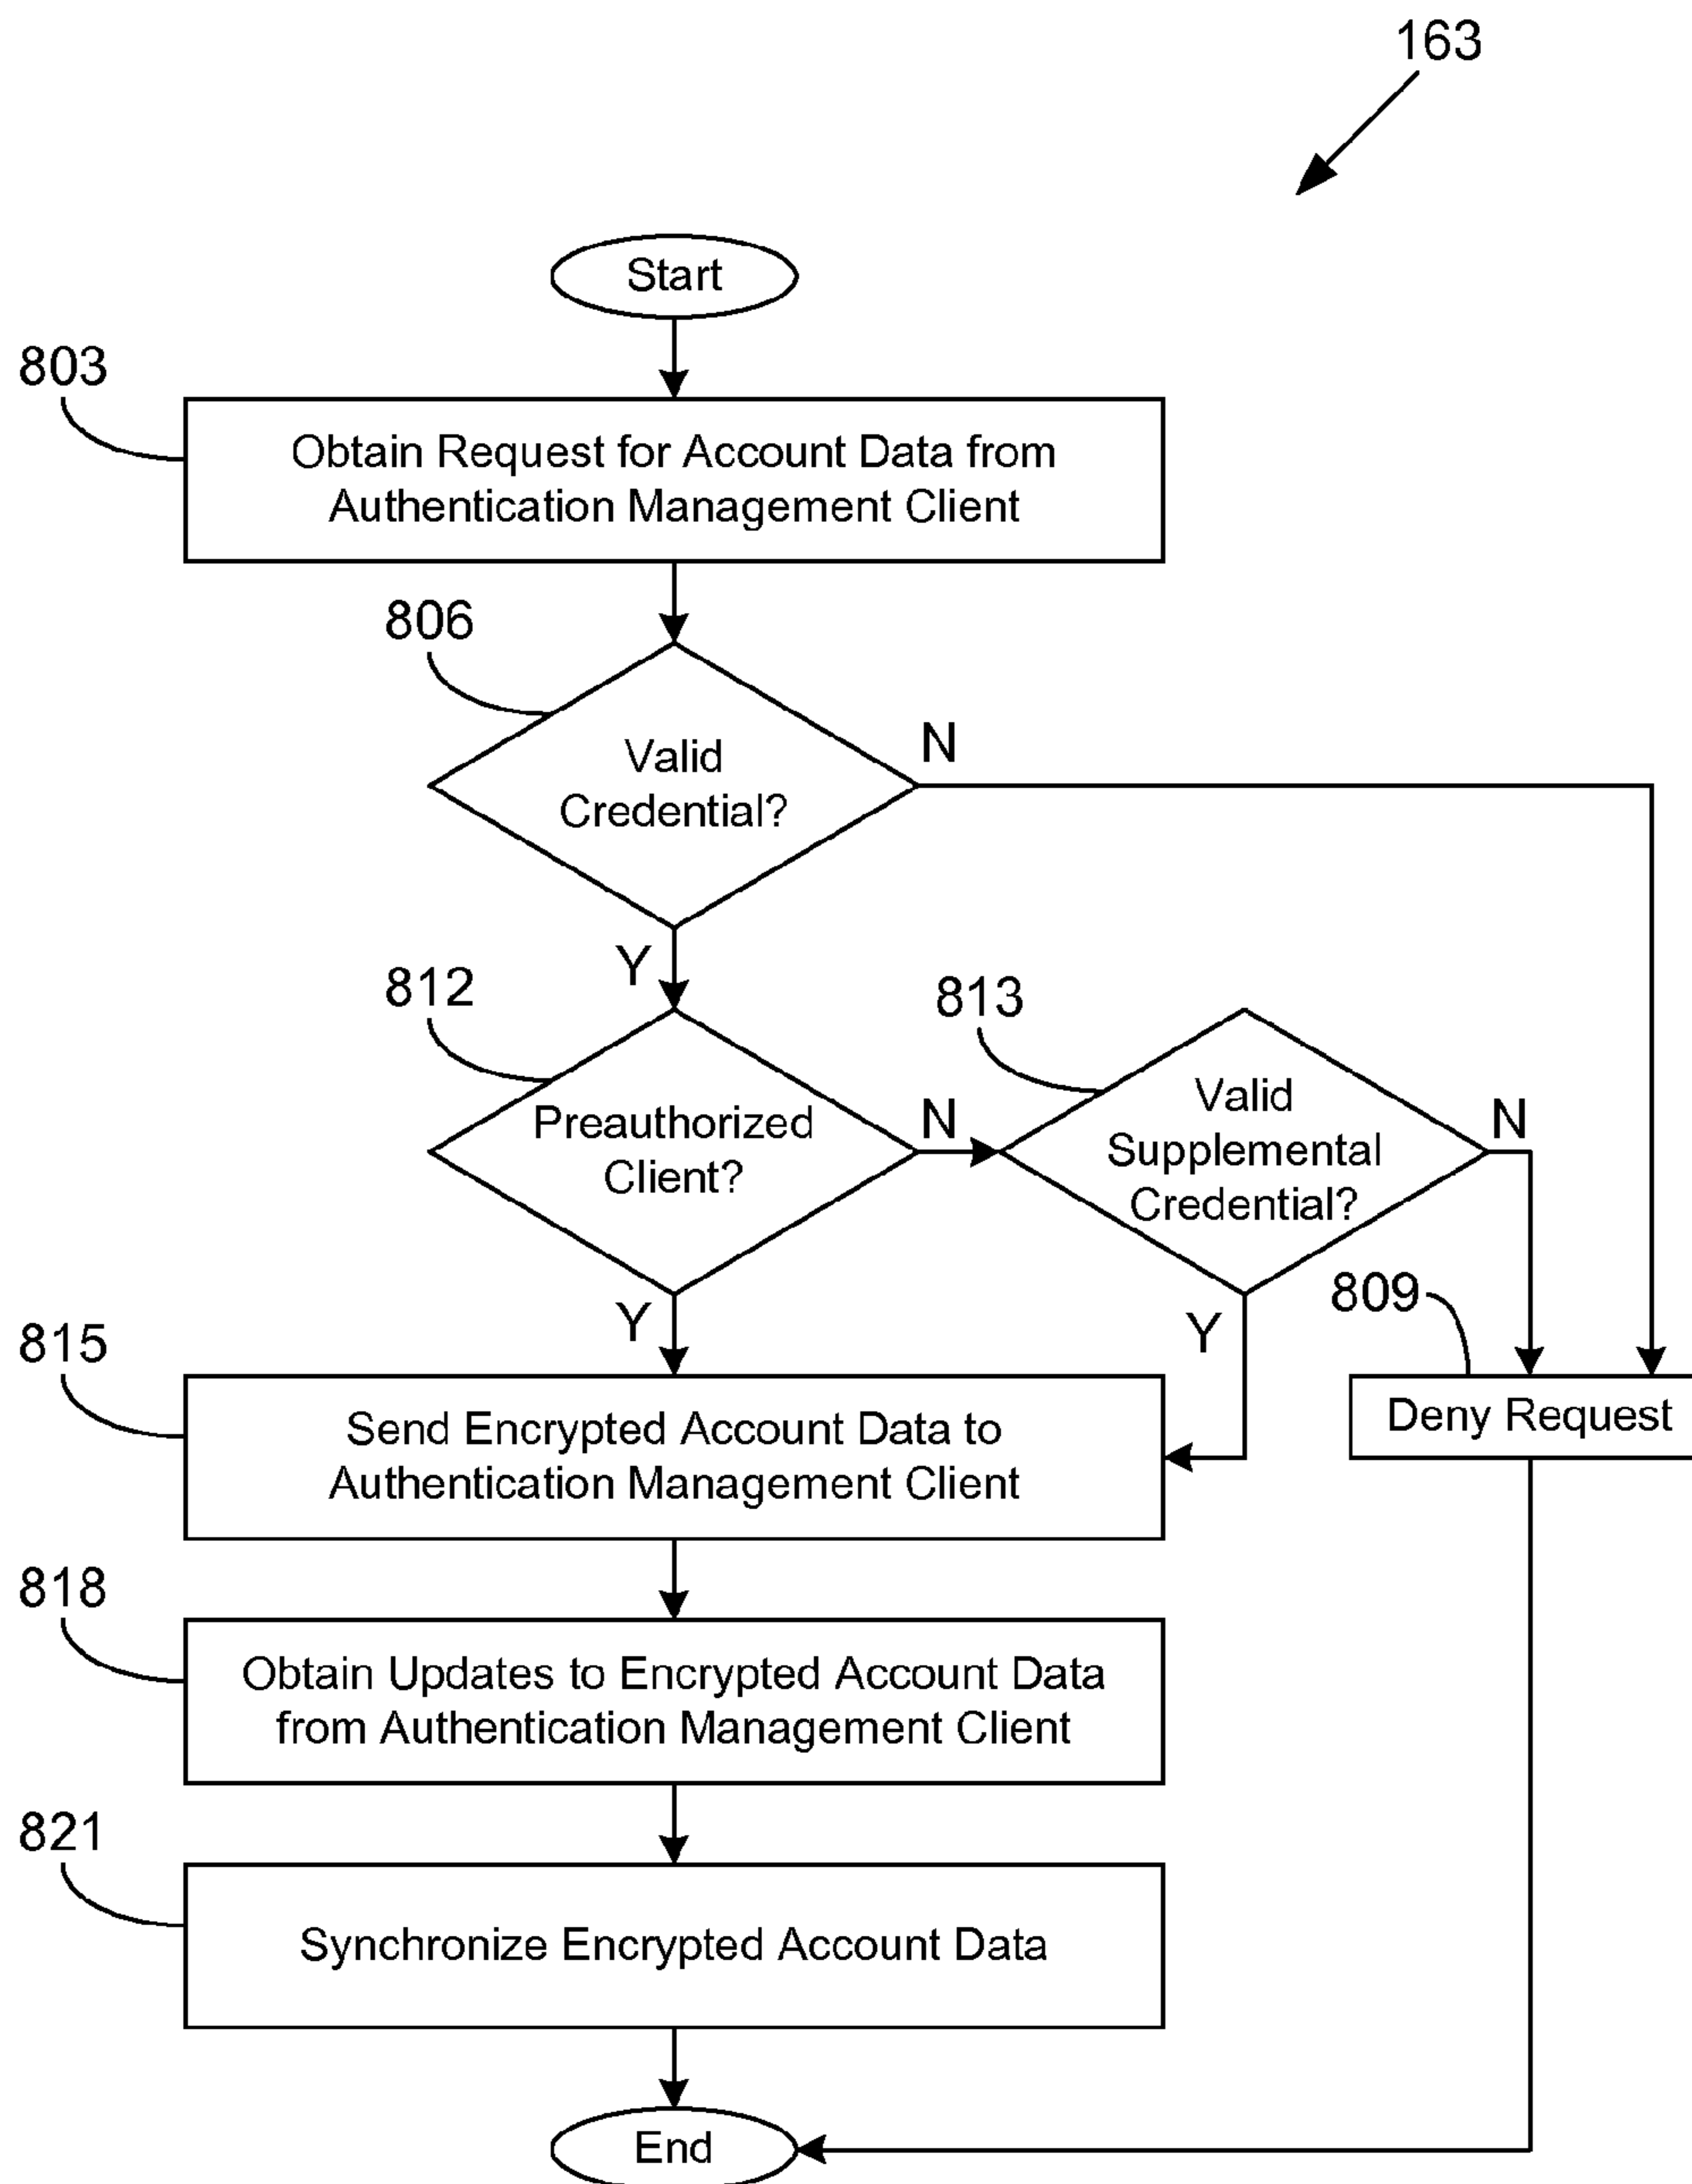 163
Start
803
Obtain Request for Account Data from
Authentication Management Client
806
Valid
Credential?
N
Y
812
Preauthorized
Client?
N
813
Valid
Supplemental
Credential?
N
Y
Y
809
Deny Request
815
Send Encrypted Account Data to
Authentication Management Client
818
Obtain Updates to Encrypted Account Data
from Authentication Management Client
821
Synchronize Encrypted Account Data
End